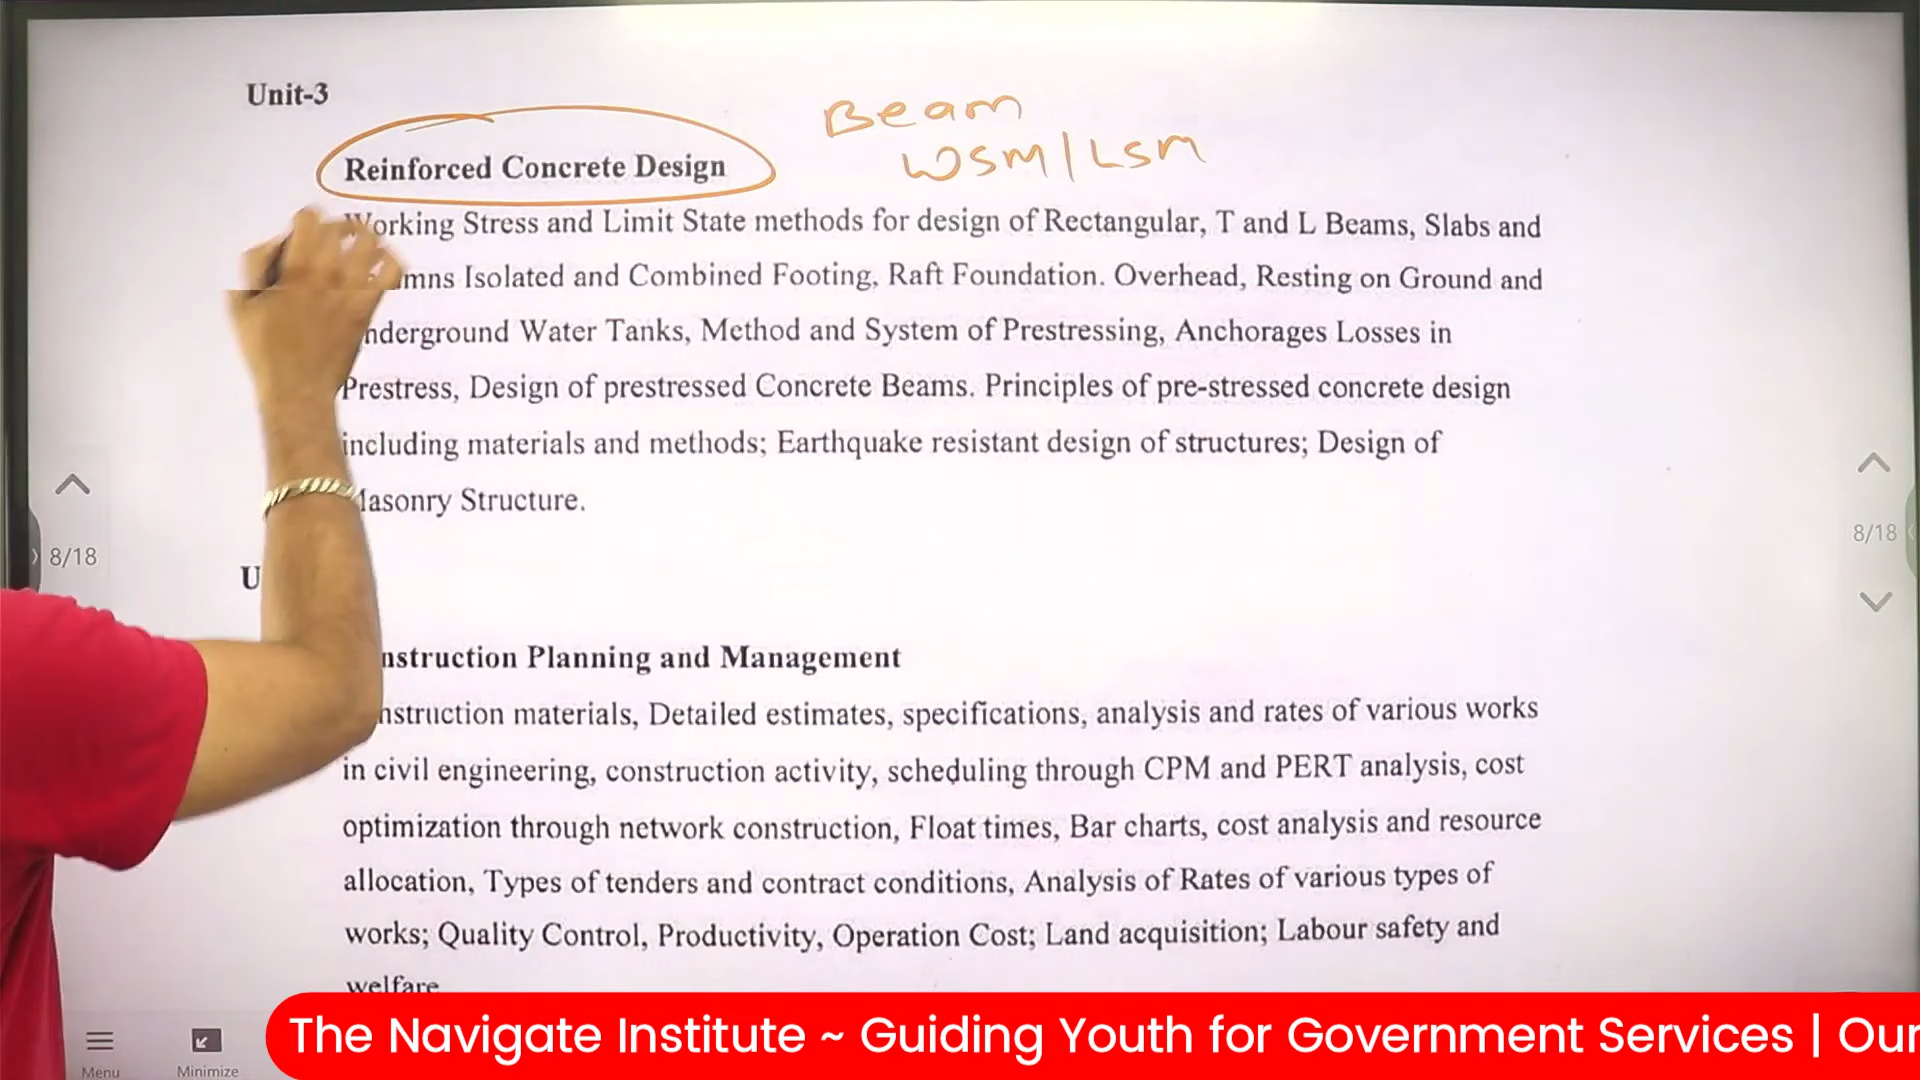 Unit-3
Beam
WSM/LSM
Reinforced Concrete Design
Working Stress and Limit State methods for design of Rectangular, T and L Beams, Slabs and
mns Isolated and Combined Footing, Raft Foundation. Overhead, Resting on Ground and
nderground Water Tanks, Method and System of Prestressing, Anchorages Losses in
Prestress, Design of prestressed Concrete Beams. Principles of pre-stressed concrete design
including materials and methods; Earthquake resistant design of structures; Design of
Masonry Structure.
8/18
8/18
U
nstruction Planning and Management
nstruction materials, Detailed estimates, specifications, analysis and rates of various works
in civil engineering, construction activity, scheduling through CPM and PERT analysis, cost
optimization through network construction, Float times, Bar charts, cost analysis and resource
allocation, Types of tenders and contract conditions, Analysis of Rates of various types of
works; Quality Control, Productivity, Operation Cost; Land acquisition; Labour safety and
welfare
The Navigate Institute ~ Guiding Youth for Government Services | Our
Menu
Minimize